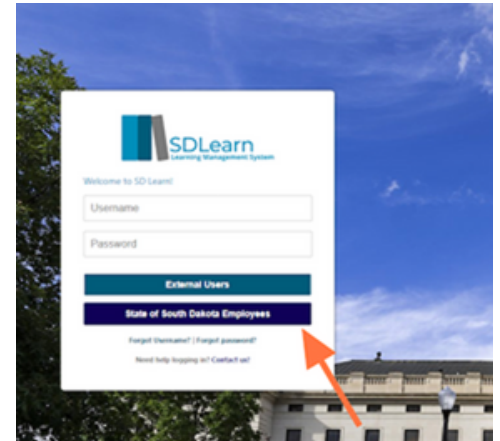 SDLearn
Learning Management System
Welcome to SD Learn!
Username
Password
External Users
State of South Dakota Employees
Forgot Username? | Forgot password?
Need help logging in? Contact us!